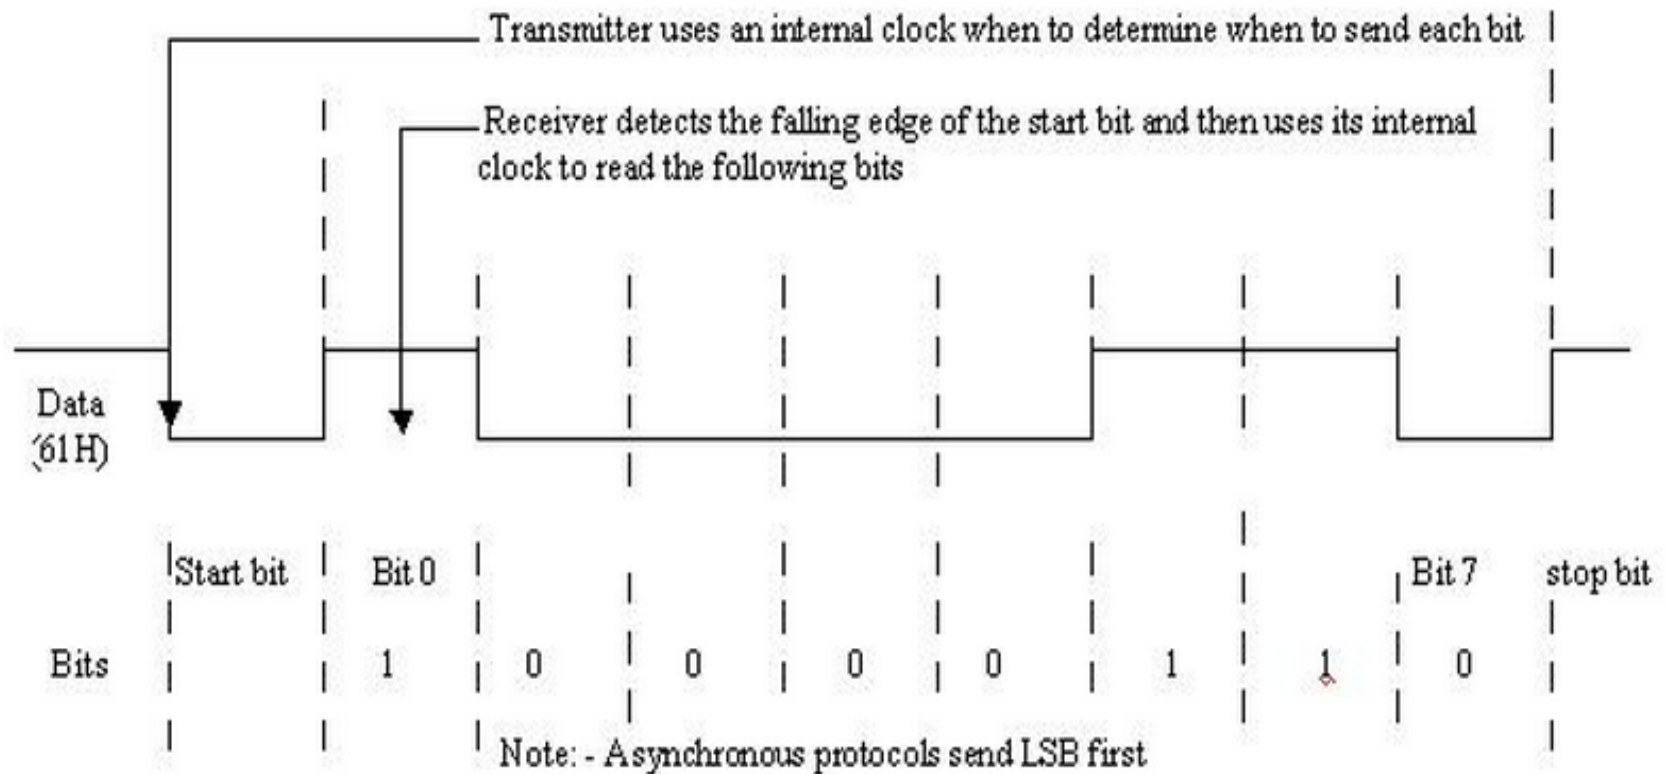 Transmitter uses an internal clock when to determine when to send each bit
Receiver detects the falling edge of the start bit and then uses its internal
clock to read the following bits
Data
(61H)
Start bit Bit 0 Bit 7 stop bit
Bits 1 0 0 0 0 1 1 0
Note: - Asynchronous protocols send LSB first